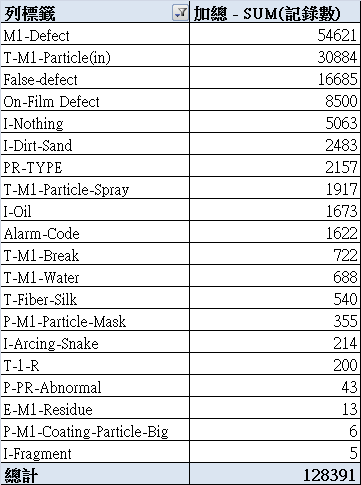 列標籤 加總 - SUM(記錄數)
M1-Defect 54621
T-M1-Particle(in) 30884
False-defect 16685
On-Film Defect 8500
I-Nothing 5063
I-Dirt-Sand 2483
PR-TYPE 2157
T-M1-Particle-Spray 1917
I-Oil 1673
Alarm-Code 1622
T-M1-Break 722
T-M1-Water 688
T-Fiber-Silk 540
P-M1-Particle-Mask 355
I-Arcing-Snake 214
T-1-R 200
P-PR-Abnormal 43
E-M1-Residue 13
P-M1-Coating-Particle-Big 6
I-Fragment 5
總計 128391